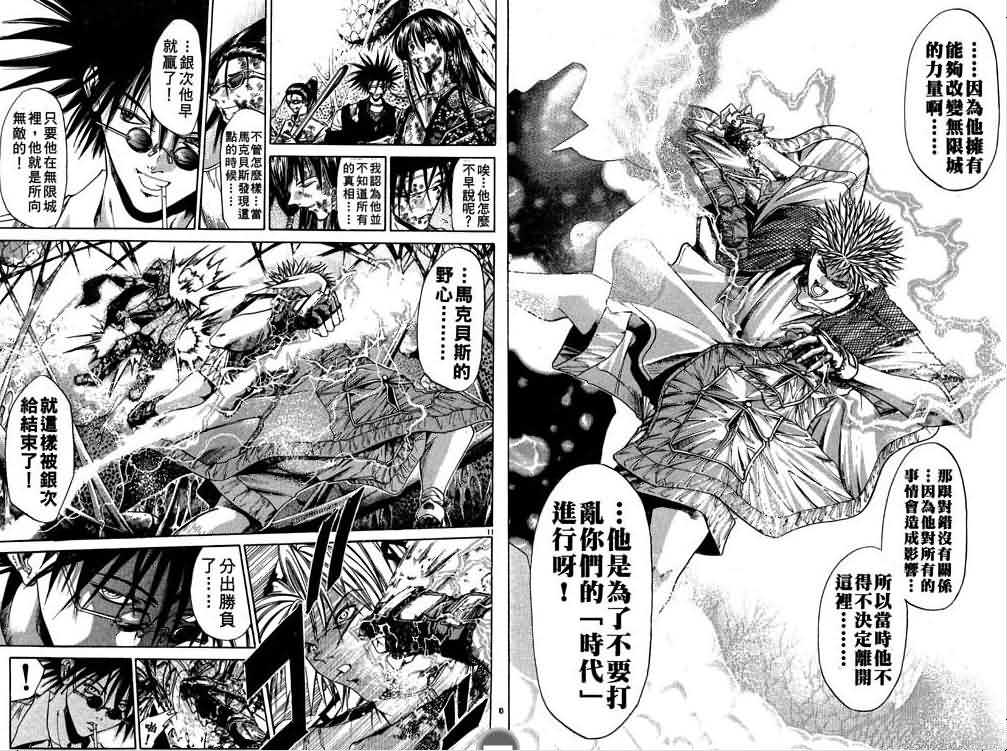 ………因為他擁有
能夠改變無限城
的力量啊………
那跟對錯沒有關係
…因為他對所有的
事情會造成影響…
所以當時他不
得不決定離開
這裡………
…他是為了不要打
亂你們的「時代」
進行呀！
唉…他怎麼
不早說呢？
我認為他並
不知道所有
的真相……
不管怎麼樣…當
馬克貝斯發現這
點的時候……
…銀次他早
就贏了！
只要他在無限城
裡，他就是所向
無敵的！
…馬克貝斯的
野心………
就這樣被銀次
給結束了！
11
分出勝負
了……
！
！